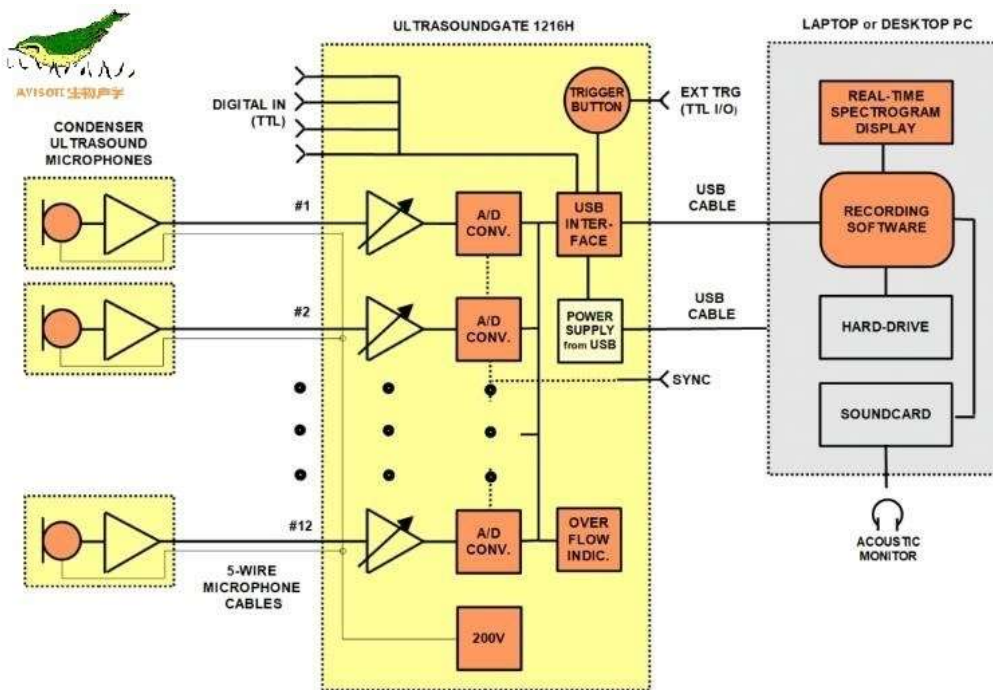 AVISOFT 生物声学
ULTRASOUNDGATE 1216H
LAPTOP or DESKTOP PC
DIGITAL IN
(TTL)
TRIGGER
BUTTON
EXT TRG
(TTL I/O)
REAL-TIME
SPECTROGRAM
DISPLAY
CONDENSER
ULTRASOUND
MICROPHONES
#1
A/D
CONV.
USB
INTER-
FACE
USB
CABLE
RECORDING
SOFTWARE
#2
A/D
CONV.
POWER
SUPPLY
from USB
USB
CABLE
HARD-DRIVE
SYNC
SOUNDCARD
#12
A/D
CONV.
OVER
FLOW
INDIC.
ACOUSTIC
MONITOR
5-WIRE
MICROPHONE
CABLES
200V